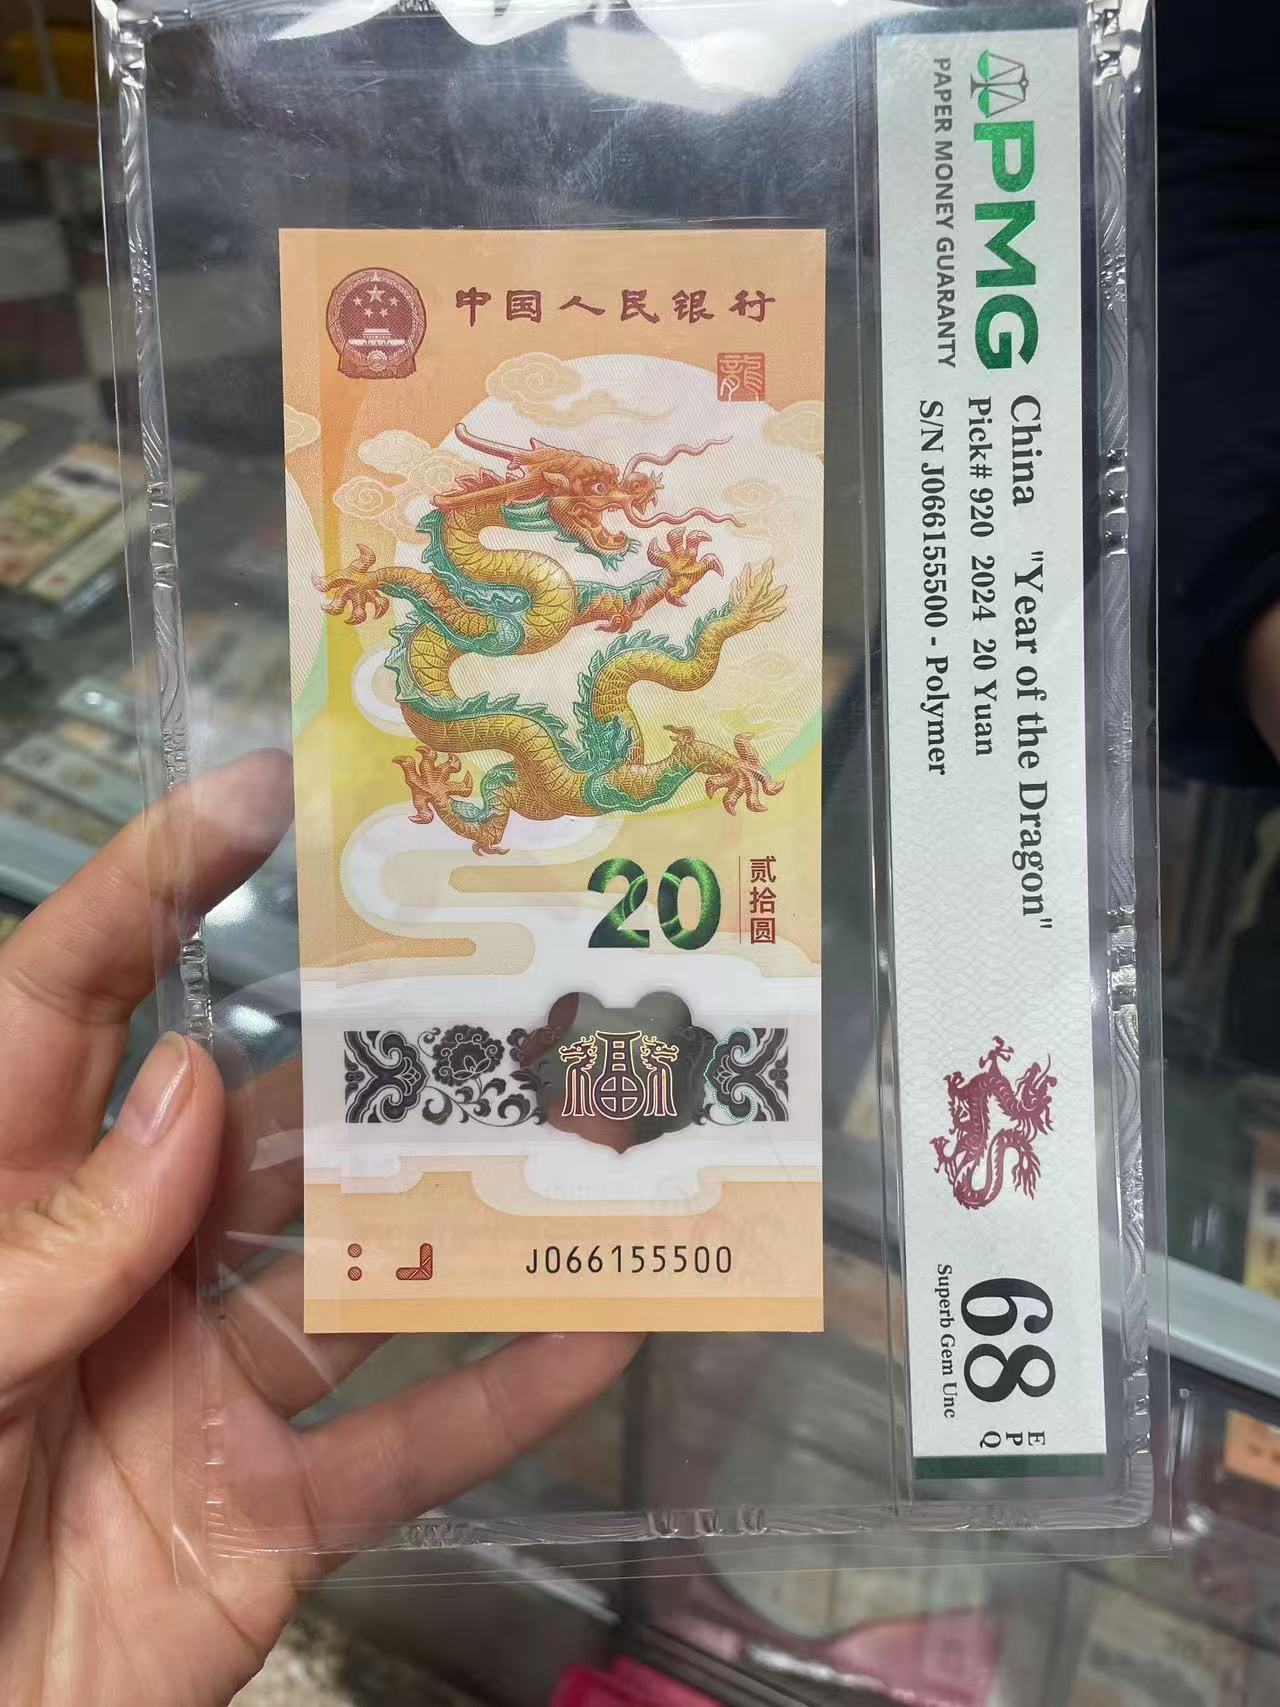 中国人民银行
龍
20
贰拾圆
福
J066155500
PMG
PAPER MONEY GUARANTY
China "Year of the Dragon"
Pick# 920 2024 20 Yuan
S/N J066155500 - Polymer
68
EPQ
Superb Gem Unc